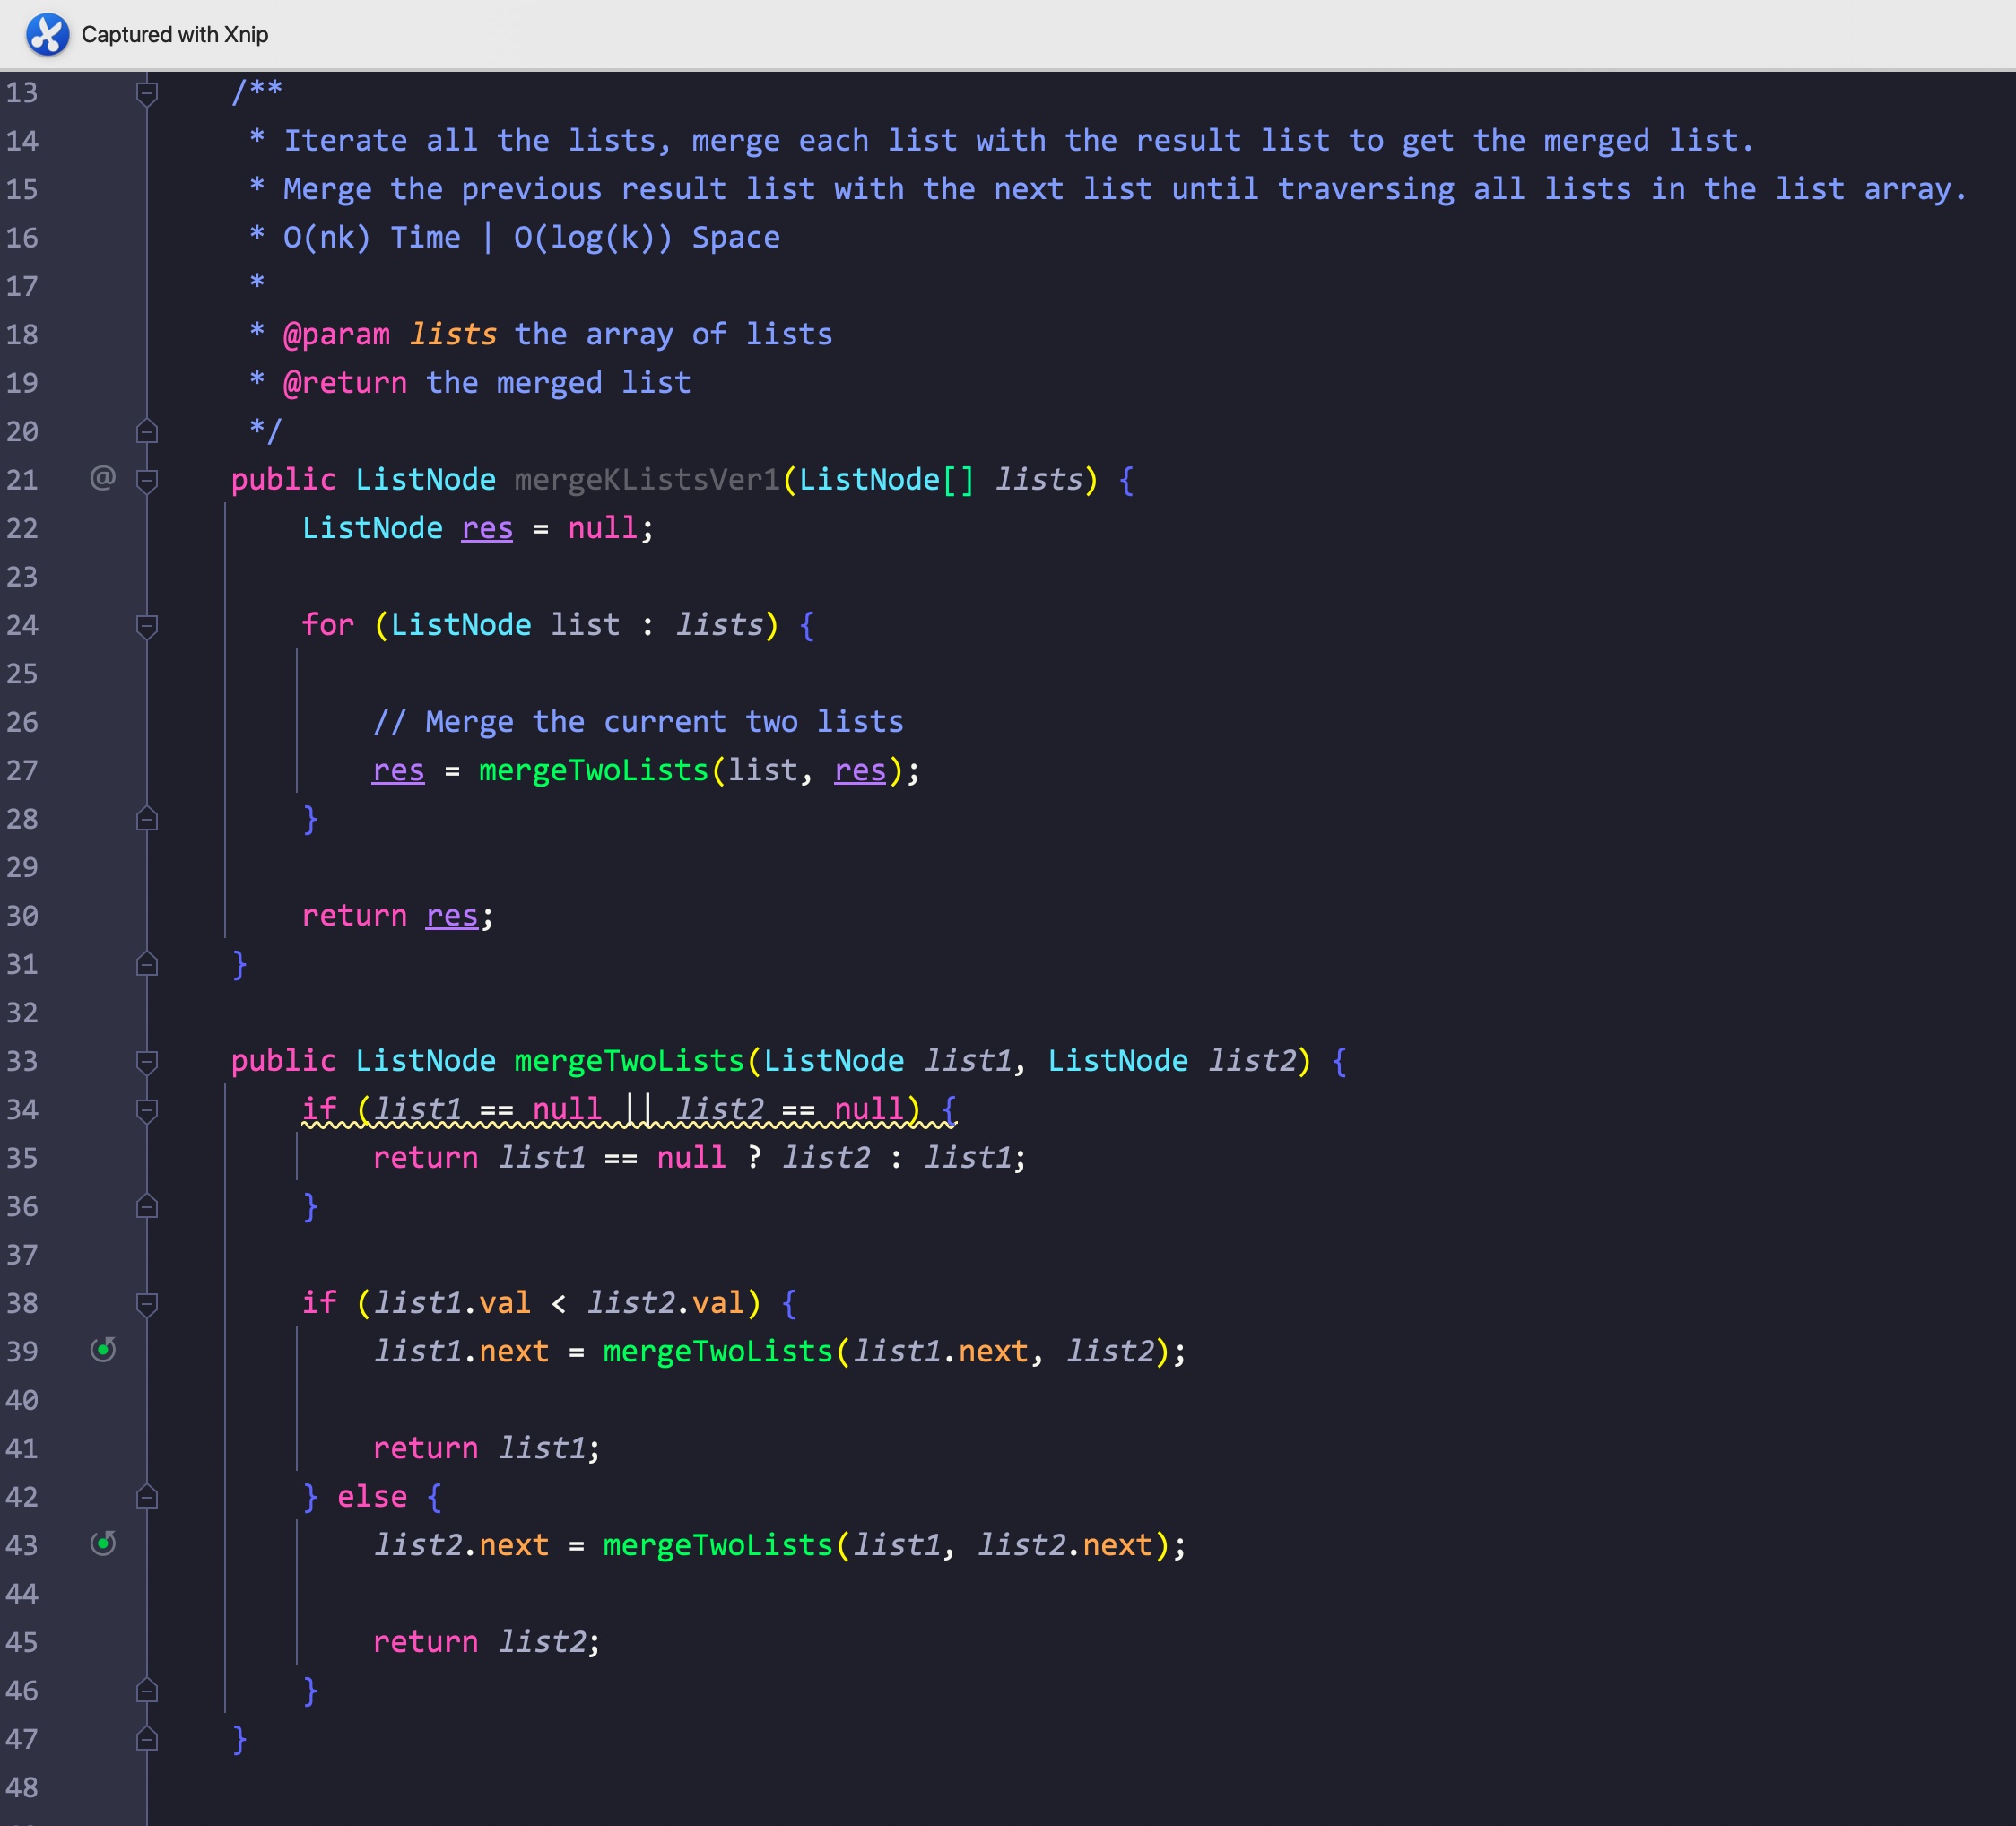 Captured with Xnip
13 /**
14 * Iterate all the lists, merge each list with the result list to get the merged list.
15 * Merge the previous result list with the next list until traversing all lists in the list array.
16 * O(nk) Time | O(log(k)) Space
17 *
18 * @param lists the array of lists
19 * @return the merged list
20 */
21 @ public ListNode mergeKListsVer1(ListNode[] lists) {
22 ListNode res = null;
23
24 for (ListNode list : lists) {
25
26 // Merge the current two lists
27 res = mergeTwoLists(list, res);
28 }
29
30 return res;
31 }
32
33 public ListNode mergeTwoLists(ListNode list1, ListNode list2) {
34 if (list1 == null || list2 == null) {
35 return list1 == null ? list2 : list1;
36 }
37
38 if (list1.val < list2.val) {
39 list1.next = mergeTwoLists(list1.next, list2);
40
41 return list1;
42 } else {
43 list2.next = mergeTwoLists(list1, list2.next);
44
45 return list2;
46 }
47 }
48